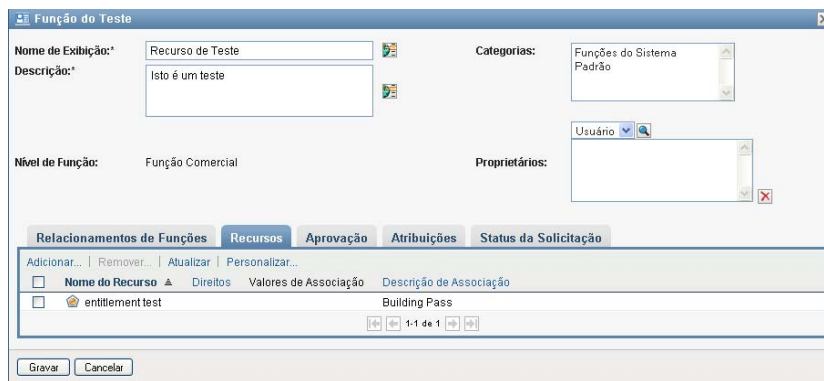 Função do Teste
Nome de Exibição:* Recurso de Teste Categorias: Funções do Sistema
Padrão
Descrição:* Isto é um teste
Usuário
Nível de Função: Função Comercial Proprietários:
Relacionamentos de Funções Recursos Aprovação Atribuições Status da Solicitação
Adicionar... | Remover... | Atualizar | Personalizar...
Nome do Recurso Direitos Valores de Associação Descrição de Associação
entitlement test Building Pass
1-1 de 1
Gravar Cancelar